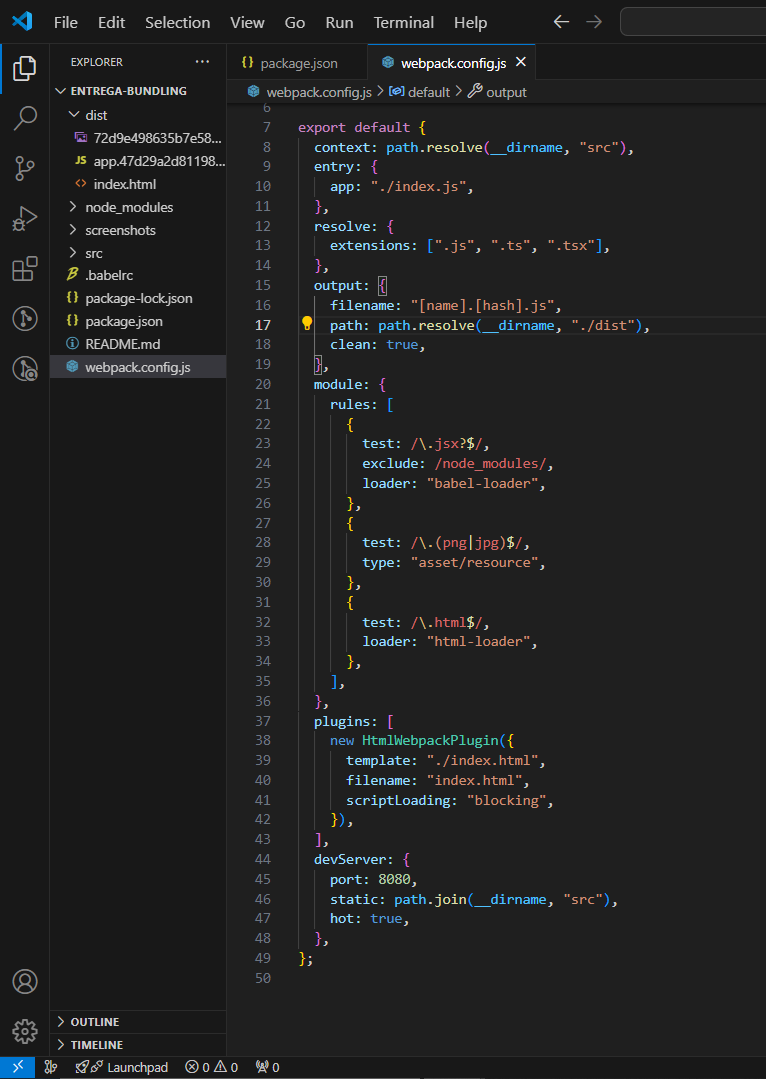 File Edit Selection View Go Run Terminal Help
EXPLORER ...
ENTREGA-BUNDLING
dist
72d9e498635b7e58...
JS app.47d29a2d81198...
<> index.html
node_modules
screenshots
src
.babelrc
{} package-lock.json
{} package.json
README.md
webpack.config.js
OUTLINE
TIMELINE
{} package.json
webpack.config.js
webpack.config.js > default > output
6
7 export default {
8 context: path.resolve(__dirname, "src"),
9 entry: {
10 app: "./index.js",
11 },
12 resolve: {
13 extensions: [".js", ".ts", ".tsx"],
14 },
15 output: {
16 filename: "[name].[hash].js",
17 path: path.resolve(__dirname, "./dist"),
18 clean: true,
19 },
20 module: {
21 rules: [
22 {
23 test: /\.jsx?$/,
24 exclude: /node_modules/,
25 loader: "babel-loader",
26 },
27 {
28 test: /\.(png|jpg)$/,
29 type: "asset/resource",
30 },
31 {
32 test: /\.html$/,
33 loader: "html-loader",
34 },
35 ],
36 },
37 plugins: [
38 new HtmlWebpackPlugin({
39 template: "./index.html",
40 filename: "index.html",
41 scriptLoading: "blocking",
42 }),
43 ],
44 devServer: {
45 port: 8080,
46 static: path.join(__dirname, "src"),
47 hot: true,
48 },
49 };
50
Launchpad 0 0 0